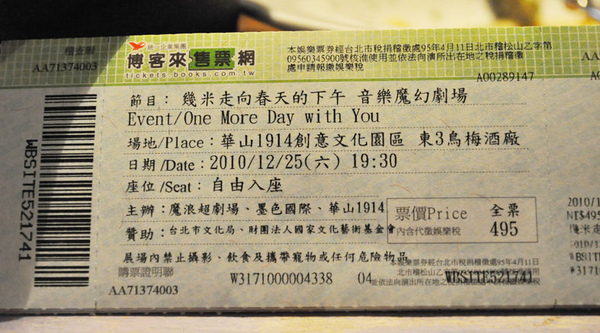 統一企業集團
博客來售票網
tickets.books.com.tw
本娛樂票券經台北市稅捐稽徵處95年4月11日北市稽松山乙字第
09560345900號核准使用並依法向演出所在地之稅捐稽徵
處申請報繳娛樂稅
AA71374003
A00289147
節目：幾米走向春天的下午 音樂魔幻劇場
Event/One More Day with You
場地/Place：華山1914創意文化園區 東3烏梅酒廠
日期/Date：2010/12/25(六) 19:30
座位/Seat：自由入座
主辦：魔浪超劇場、墨色國際、華山1914
贊助：台北市文化局、財團法人國家文化藝術基金會
票價Price 全票
內含代徵娛樂稅 495
展場內禁止攝影、飲食及攜帶寵物或任何危險物品
購票證明聯 W3171000004338 04 WBSITE521741
AA71374003
WBSITE521741
2010/1
NT$495